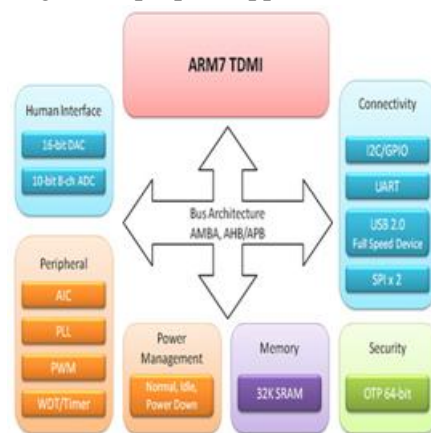 ARM7 TDMI
Human Interface
16-bit DAC
10-bit 8-ch ADC
Connectivity
I2C/GPIO
UART
USB 2.0
Full Speed Device
SPI x 2
Bus Architecture
AMBA, AHB/APB
Peripheral
AIC
PLL
PWM
WDT/Timer
Power
Management
Normal, Idle,
Power Down
Memory
32K SRAM
Security
OTP 64-bit